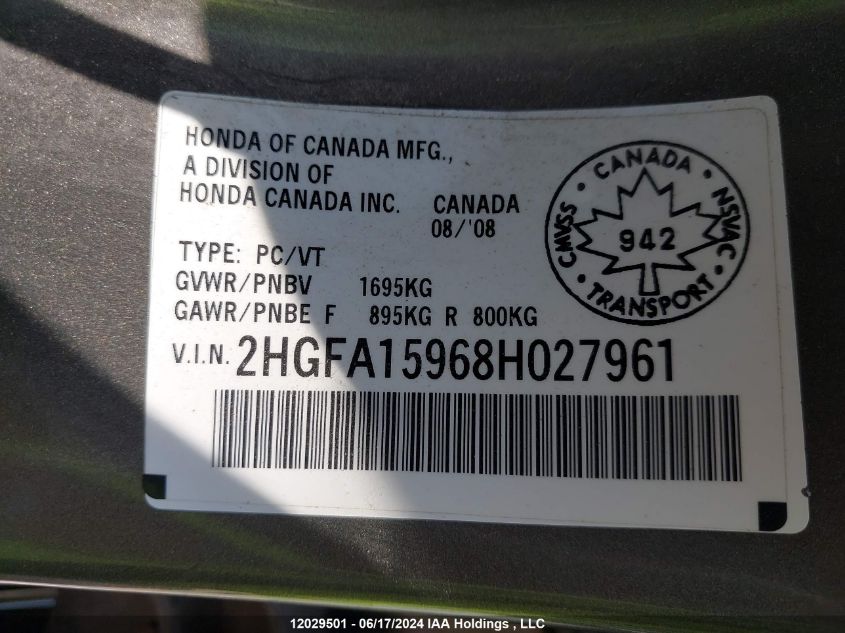 HONDA OF CANADA MFG.,
A DIVISION OF
HONDA CANADA INC. CANADA
08/'08
TYPE: PC/VT
GVWR/PNBV 1695KG
GAWR/PNBE F 895KG R 800KG
V.I.N. 2HGFA15968H027961
CANADA
CMVSS 942 NSVAC
TRANSPORT
12029501 - 06/17/2024 IAA Holdings, LLC